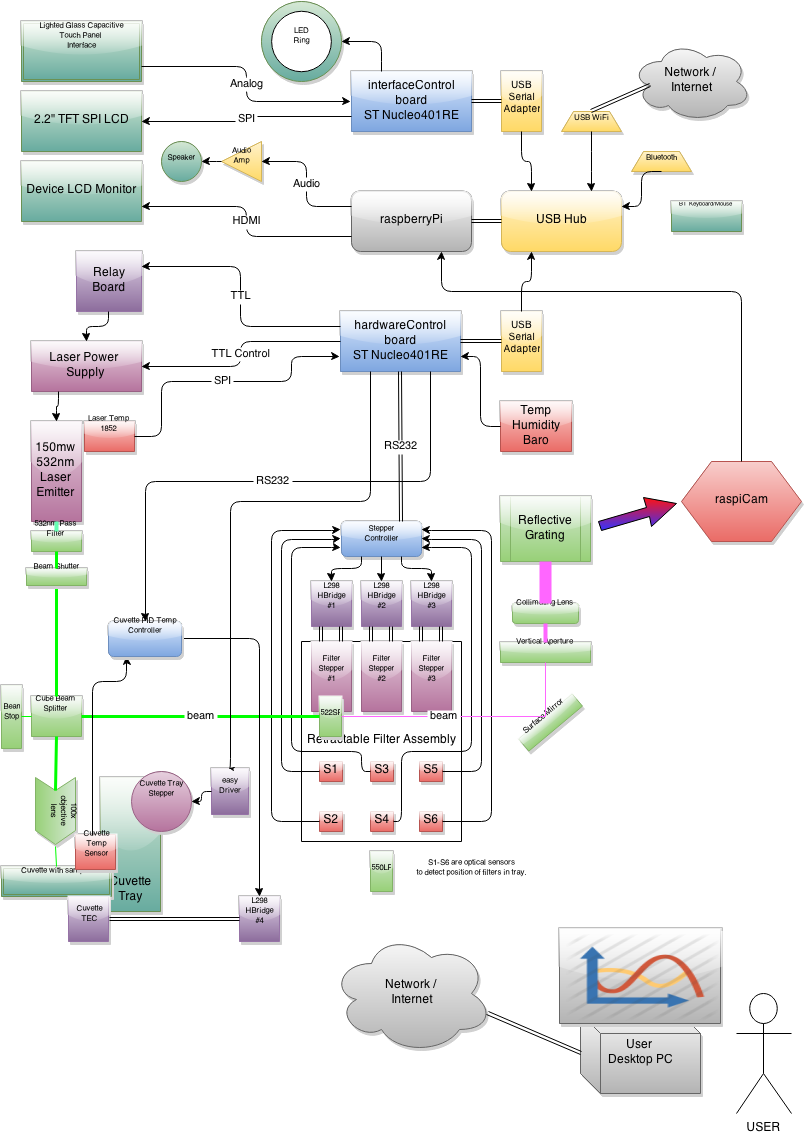 Lighted Glass Capacitive
Touch Panel
Interface
LED
Ring
Analog
interfaceControl
board
ST Nucleo401RE
USB
Serial
Adapter
Network /
Internet
USB WiFi
2.2" TFT SPI LCD
SPI
Speaker
Audio
Amp
Audio
Bluetooth
Device LCD Monitor
HDMI
raspberryPi
USB Hub
BT Keyboard/Mouse
Relay
Board
TTL
hardwareControl
board
ST Nucleo401RE
USB
Serial
Adapter
Laser Power
Supply
TTL Control
SPI
Laser Temp
1852
Temp
Humidity
Baro
150mw
532nm
Laser
Emitter
RS232
RS232
raspiCam
Reflective
Grating
532nm Pass
Filter
Stepper
Controller
Beam Shutter
L298
HBridge
#1
L298
HBridge
#2
L298
HBridge
#3
Collimating Lens
Cuvette PID Temp
Controller
Vertical Aperture
Filter
Stepper
#1
Filter
Stepper
#2
Filter
Stepper
#3
Beam
Stop
Cube Beam
Splitter
beam
beam
Surface Mirror
Retractable Filter Assembly
S1
S3
S5
S2
S4
S6
100x
objective
lens
Cuvette Tray
Stepper
easy
Driver
Cuvette
Temp
Sensor
Cuvette
Tray
Cuvette
TEC
L298
HBridge
#4
550LP
S1-S6 are optical sensors
to detect position of filters in tray.
Network /
Internet
User
Desktop PC
USER